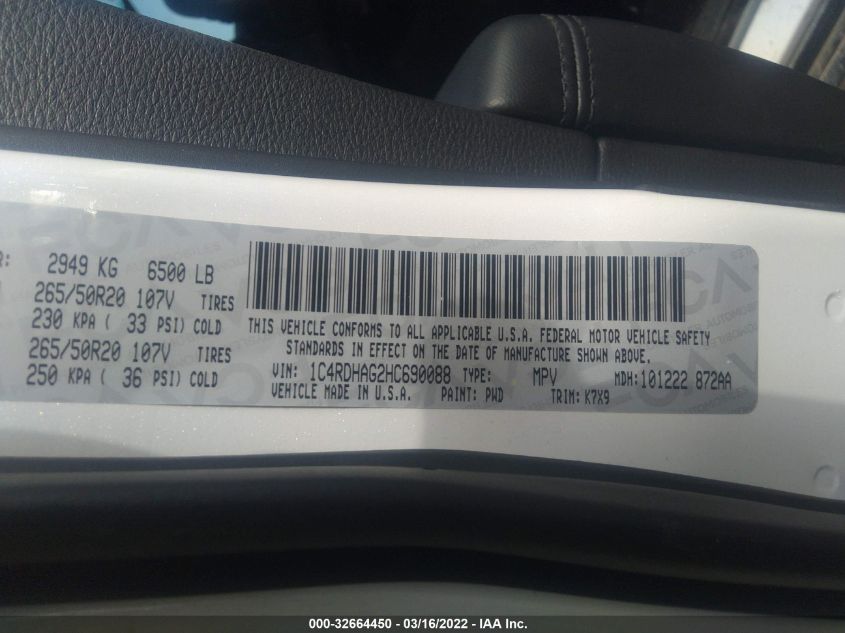 R: 2949 KG 6500 LB
265/50R20 107V TIRES
230 KPA ( 33 PSI) COLD
265/50R20 107V TIRES
250 KPA ( 36 PSI) COLD
THIS VEHICLE CONFORMS TO ALL APPLICABLE U.S.A. FEDERAL MOTOR VEHICLE SAFETY
STANDARDS IN EFFECT ON THE DATE OF MANUFACTURE SHOWN ABOVE.
VIN: 1C4RDHAG2HC690088 TYPE: MPV MDH:101222 872AA
VEHICLE MADE IN U.S.A. PAINT: PWD TRIM: K7X9
000-32664450 - 03/16/2022 - IAA Inc.